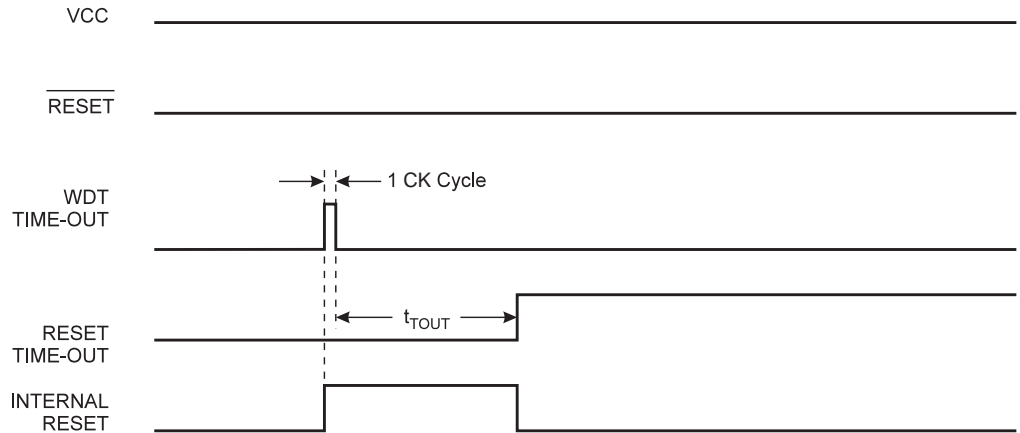 VCC
RESET
1 CK Cycle
WDT
TIME-OUT
tTOUT
RESET
TIME-OUT
INTERNAL
RESET